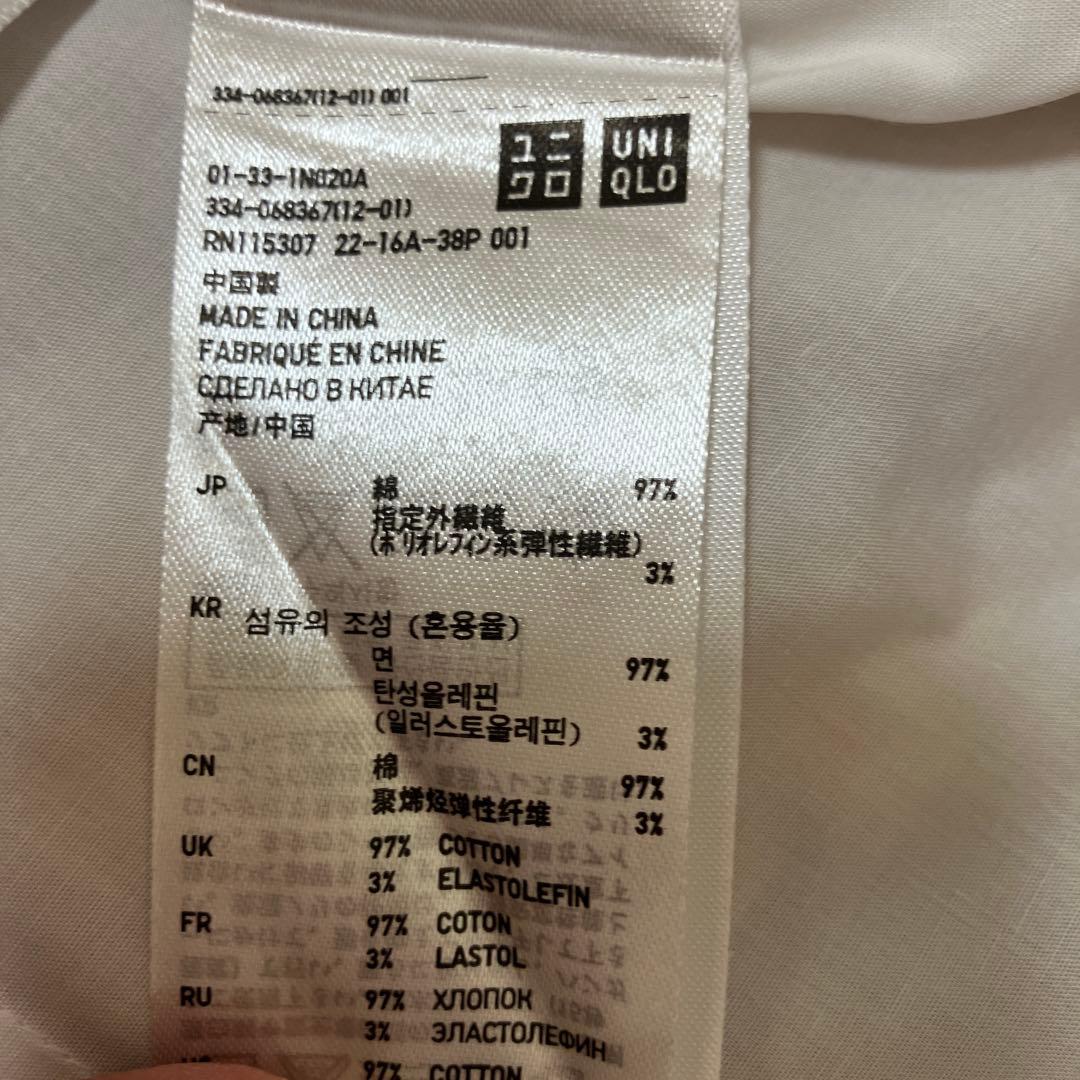 334-068367(12-01) 001
ユニ
クロ
UNI
QLO
01-33-1N820A
334-068367(12-01)
RN115307 22-16A-38P 001
中国製
MADE IN CHINA
FABRIQUÉ EN CHINE
СДЕЛАНО В КИТАЕ
产地/中国
JP 綿 97%
指定外繊維
(ポリオレフィン系弾性繊維)
3%
KR 섬유의 조성 (혼용율)
면 97%
탄성올레핀
(일러스토올레핀) 3%
CN 棉 97%
聚烯烃弹性纤维 3%
UK 97% COTTON
3% ELASTOLEFIN
FR 97% COTON
3% LASTOL
RU 97% ХЛОПОК
3% ЭЛАСТОЛЕФИН
97% COTTON